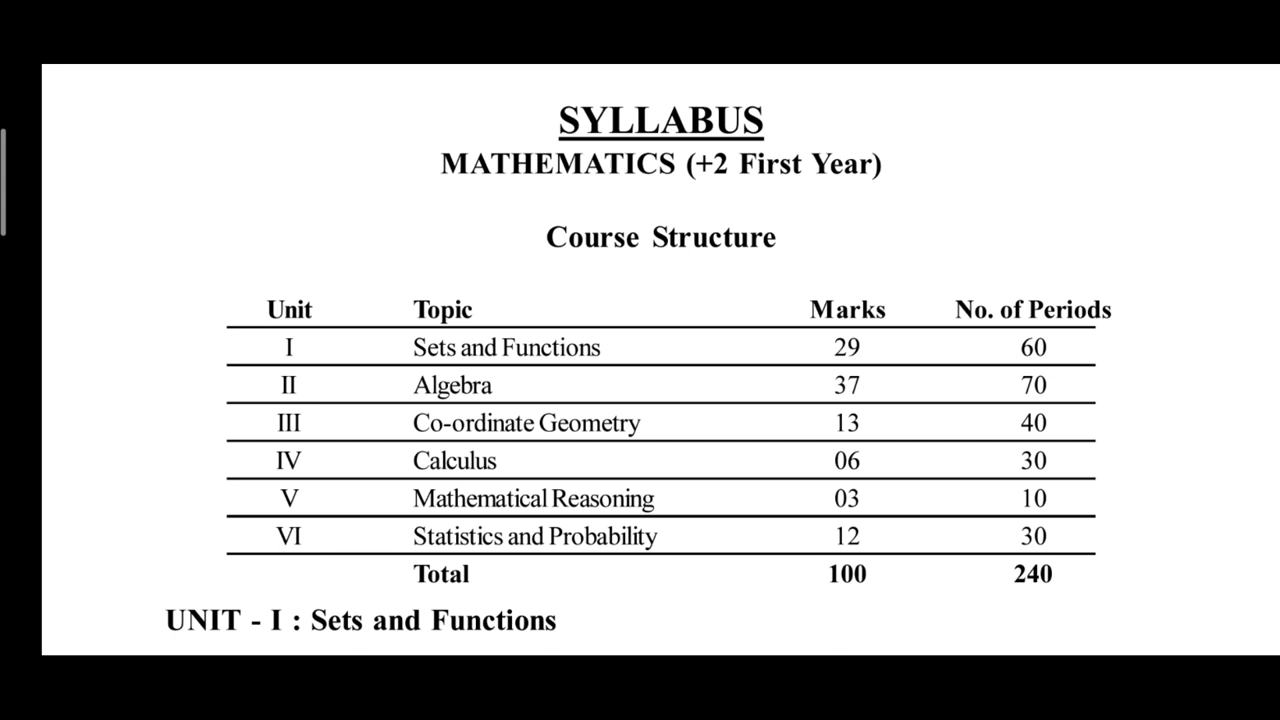 SYLLABUS
MATHEMATICS (+2 First Year)
Course Structure
Unit Topic Marks No. of Periods
I Sets and Functions 29 60
II Algebra 37 70
III Co-ordinate Geometry 13 40
IV Calculus 06 30
V Mathematical Reasoning 03 10
VI Statistics and Probability 12 30
Total 100 240
UNIT - I : Sets and Functions